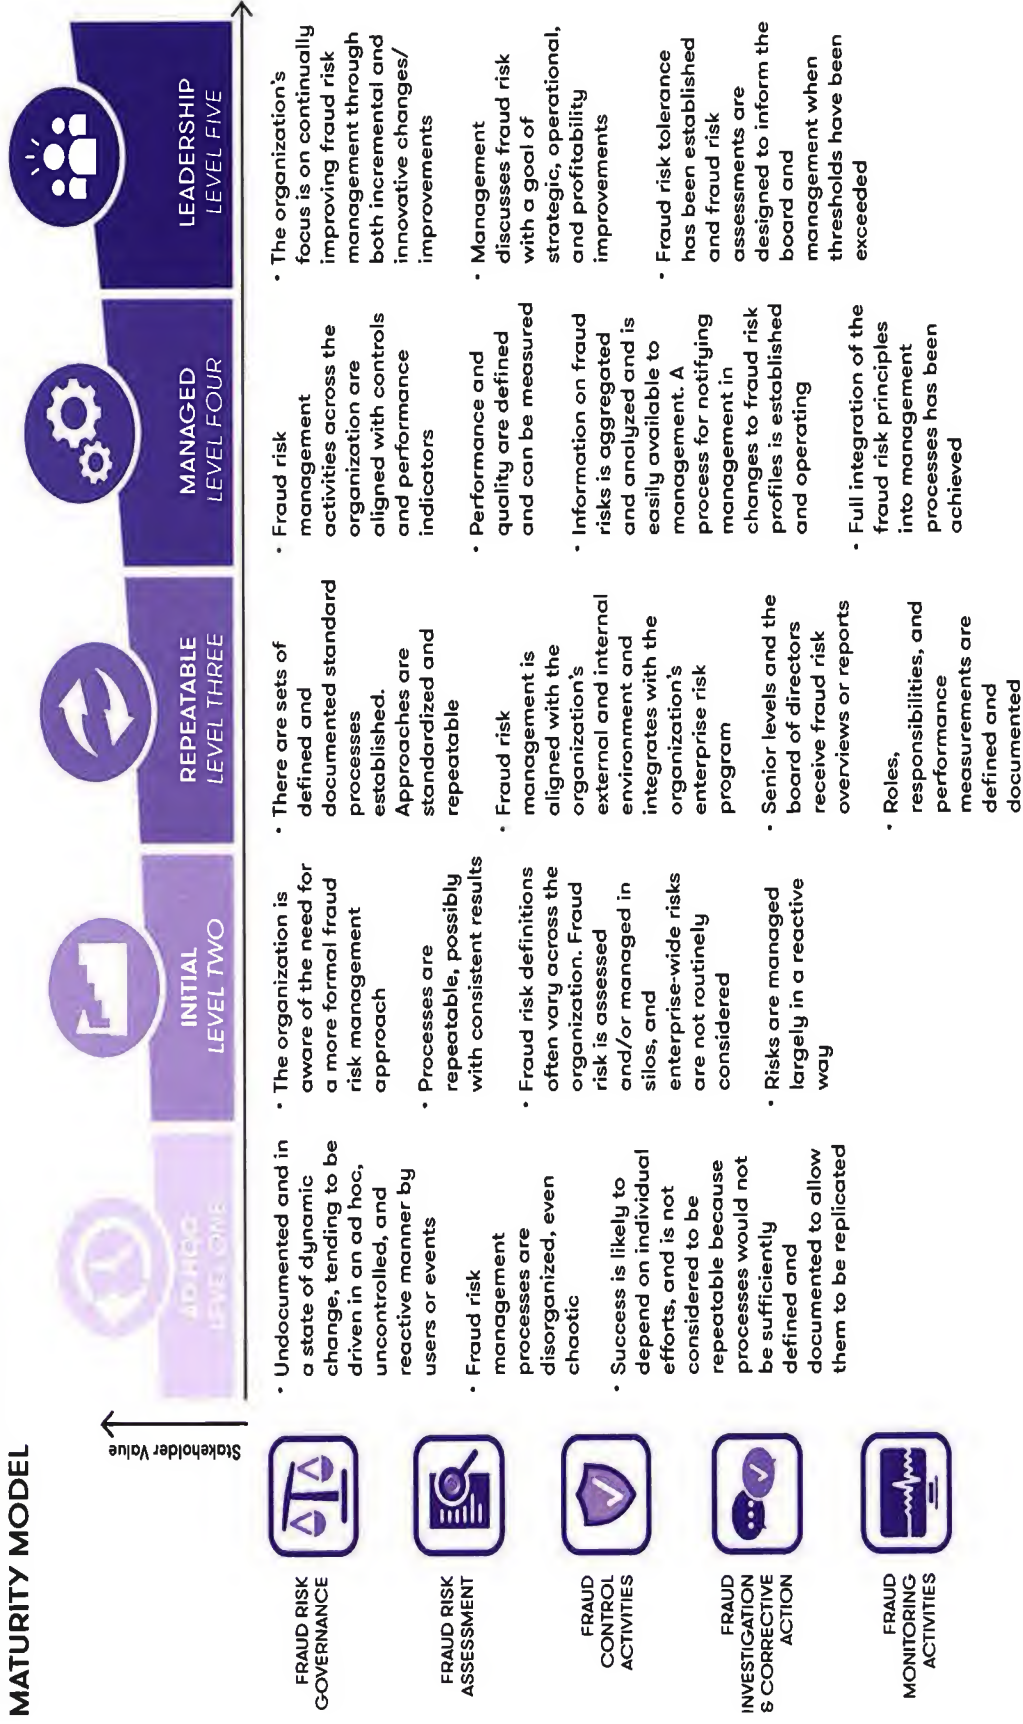 MATURITY MODEL
Stakeholder Value
AD HOC
LEVEL ONE
INITIAL
LEVEL TWO
REPEATABLE
LEVEL THREE
MANAGED
LEVEL FOUR
LEADERSHIP
LEVEL FIVE
FRAUD RISK
GOVERNANCE
FRAUD RISK
ASSESSMENT
FRAUD
CONTROL
ACTIVITIES
FRAUD
INVESTIGATION
& CORRECTIVE
ACTION
FRAUD
MONITORING
ACTIVITIES
• Undocumented and in
a state of dynamic
change, tending to be
driven in an ad hoc,
uncontrolled, and
reactive manner by
users or events
• Fraud risk
management
processes are
disorganized, even
chaotic
• Success is likely to
depend on individual
efforts, and is not
considered to be
repeatable because
processes would not
be sufficiently
defined and
documented to allow
them to be replicated
• The organization is
aware of the need for
a more formal fraud
risk management
approach
• Processes are
repeatable, possibly
with consistent results
• Fraud risk definitions
often vary across the
organization. Fraud
risk is assessed
and/or managed in
silos, and
enterprise-wide risks
are not routinely
considered
• Risks are managed
largely in a reactive
way
• There are sets of
defined and
documented standard
processes
established.
Approaches are
standardized and
repeatable
• Fraud risk
management is
aligned with the
organization's
external and internal
environment and
integrates with the
organization's
enterprise risk
program
• Senior levels and the
board of directors
receive fraud risk
overviews or reports
• Roles,
responsibilities, and
performance
measurements are
defined and
documented
• Fraud risk
management
activities across the
organization are
aligned with controls
and performance
indicators
• Performance and
quality are defined
and can be measured
• Information on fraud
risks is aggregated
and analyzed and is
easily available to
management. A
process for notifying
management in
changes to fraud risk
profiles is established
and operating
• Full integration of the
fraud risk principles
into management
processes has been
achieved
• The organization's
focus is on continually
improving fraud risk
management through
both incremental and
innovative changes/
improvements
• Management
discusses fraud risk
with a goal of
strategic, operational,
and profitability
improvements
• Fraud risk tolerance
has been established
and fraud risk
assessments are
designed to inform the
board and
management when
thresholds have been
exceeded